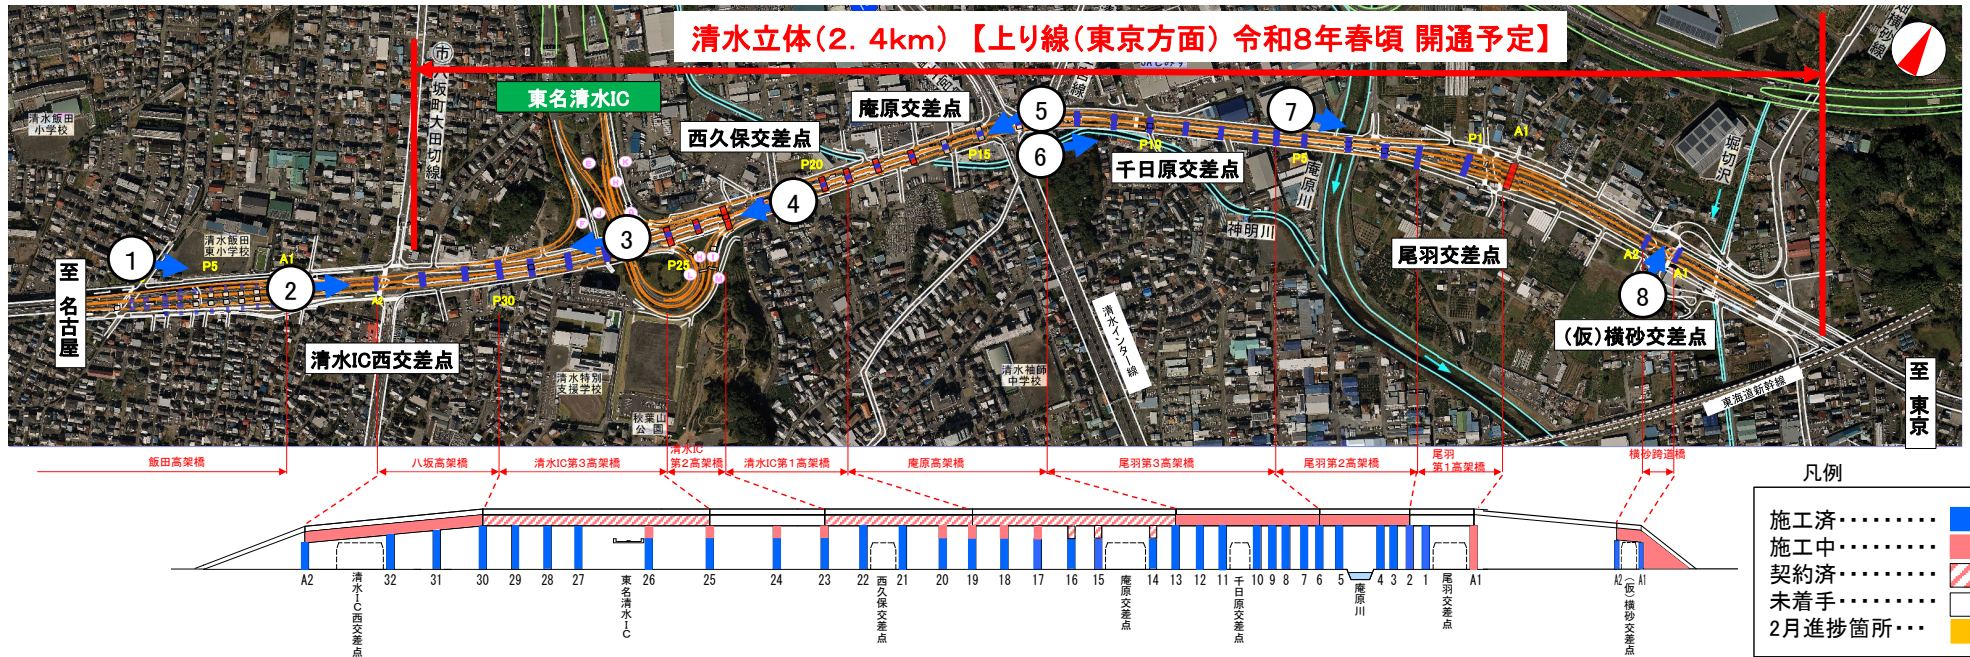 清水立体(2. 4km) 【上り線(東京方面) 令和8年春頃 開通予定】
市
八坂町大田切線
東名清水IC
西久保交差点
庵原交差点
千日原交差点
尾羽交差点
(仮)横砂交差点
清水IC西交差点
清水飯田
小学校
清水飯田
東小学校
清水特別
支援学校
秋葉山
公園
清水袖師
中学校
清水インター線
神明川
庵原川
堀切沢
横砂線
東海道新幹線
至 名古屋
至 東京
1
2
3
4
5
6
7
8
P5
A1
A2
P30
P25
P20
P15
P10
P5
P1
A1
A2
A1
E
K
H
F
J
L
M
N
I
飯田高架橋
八坂高架橋
清水IC第3高架橋
清水IC
第2高架橋
清水IC第1高架橋
庵原高架橋
尾羽第3高架橋
尾羽第2高架橋
尾羽
第1高架橋
横砂跨道橋
A2
清水IC西交差点
32
31
30
29
28
27
東名清水IC
26
25
24
23
22
西久保交差点
21
20
19
18
17
16
15
庵原交差点
14
13
12
11
千日原交差点
10
9
8
7
6
5
庵原川
4
3
2
1
尾羽交差点
A1
A2
(仮)横砂交差点
A1
凡例
施工済・・・・・・・・・
施工中・・・・・・・・・
契約済・・・・・・・・・
未着手・・・・・・・・・
2月進捗箇所・・・